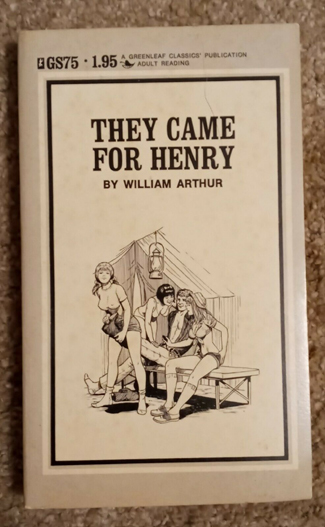 GS75 · 1.95
A GREENLEAF CLASSICS' PUBLICATION
ADULT READING
THEY CAME
FOR HENRY
BY WILLIAM ARTHUR